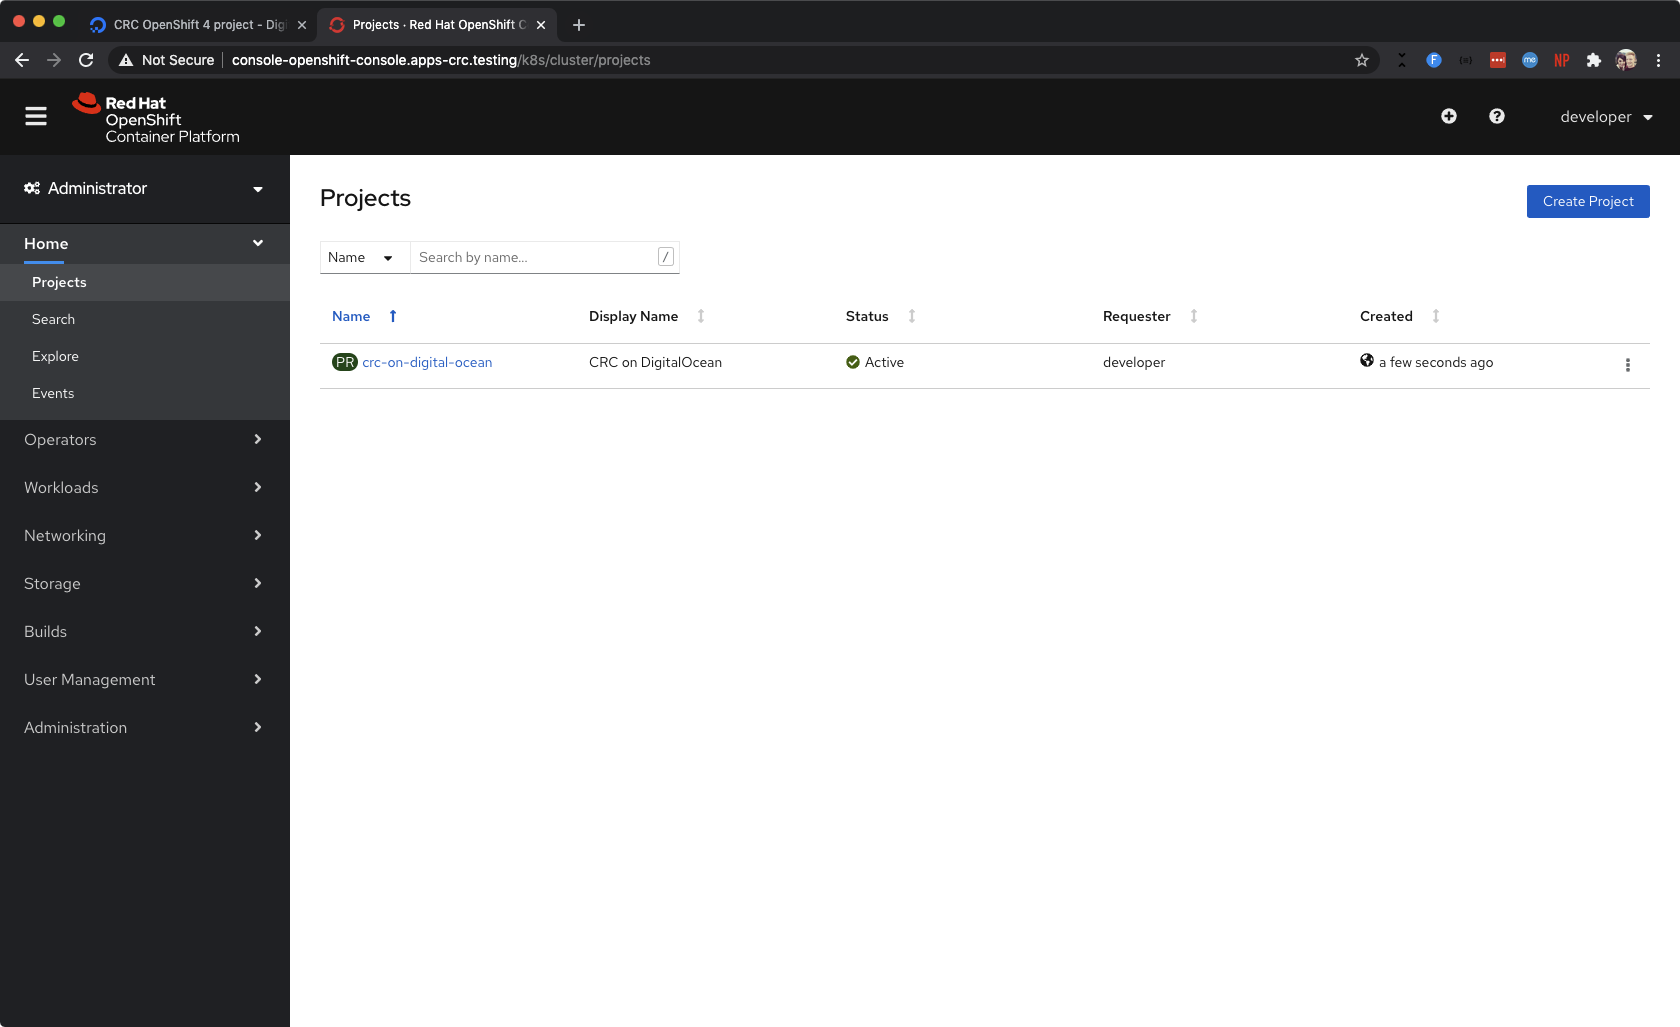 CRC OpenShift 4 project - Digi
Projects · Red Hat OpenShift C
Not Secure
console-openshift-console.apps-crc.testing/k8s/cluster/projects
F
me
NP
Red Hat
OpenShift
Container Platform
developer
Administrator
Home
Projects
Search
Explore
Events
Operators
Workloads
Networking
Storage
Builds
User Management
Administration
Projects
Create Project
Name
Search by name...
/
Name Display Name Status Requester Created
PR crc-on-digital-ocean CRC on DigitalOcean Active developer a few seconds ago